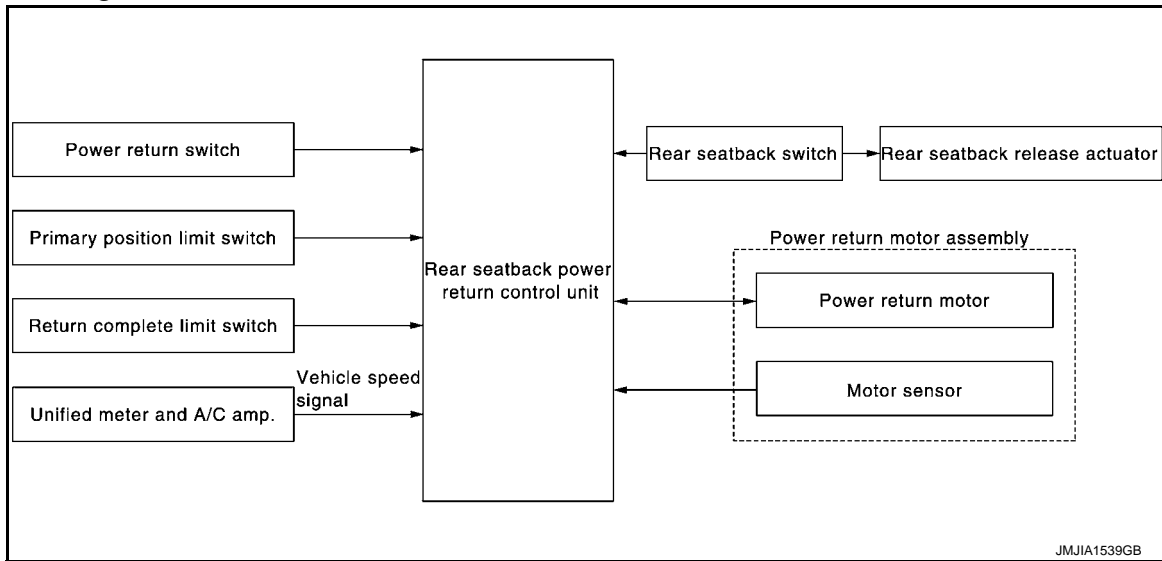 Power return switch
Primary position limit switch
Return complete limit switch
Unified meter and A/C amp.
Vehicle speed
signal
Rear seatback power
return control unit
Rear seatback switch
Rear seatback release actuator
Power return motor assembly
Power return motor
Motor sensor
JMJIA1539GB